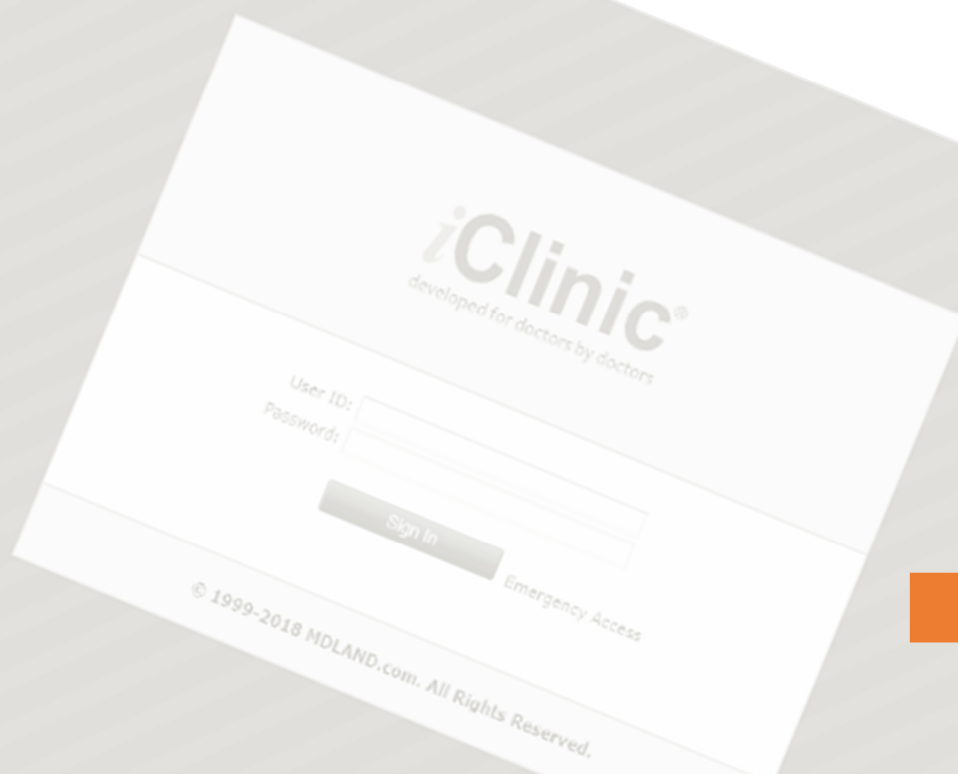 iClinic®
developed for doctors by doctors
User ID:
Password:
Sign In
Emergency Access
© 1999-2018 MDLAND.com. All Rights Reserved.